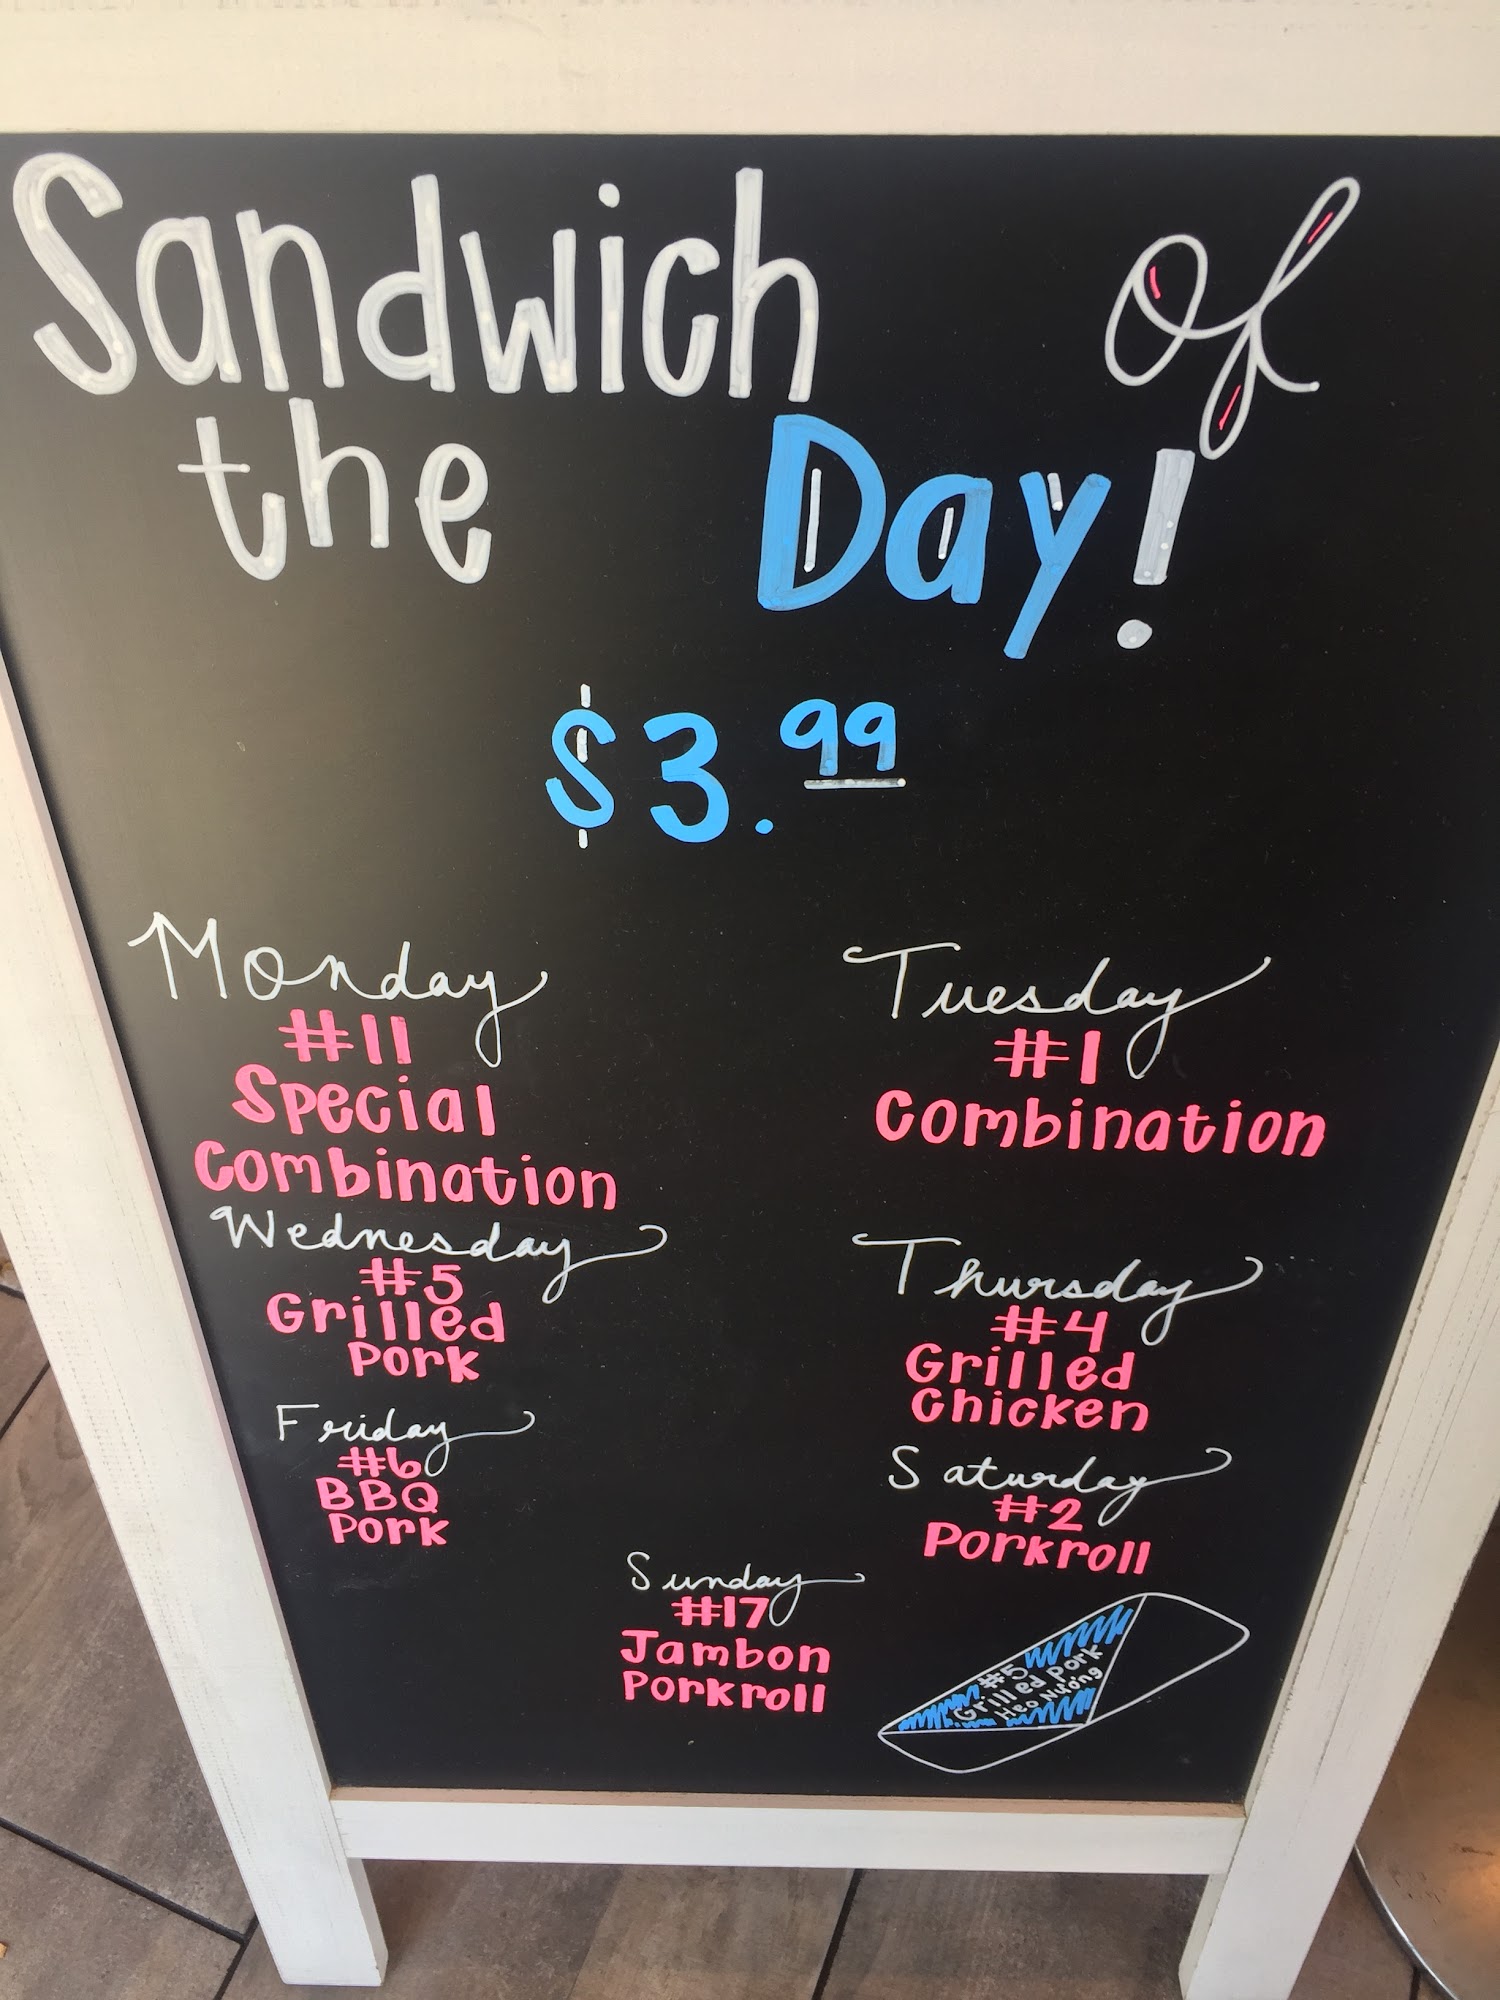 Sandwich of
the Day!
$3.99
Monday
#11
Special
Combination
Tuesday
#1
Combination
Wednesday
#5
Grilled
Pork
Thursday
#4
Grilled
Chicken
Friday
#6
BBQ
Pork
Saturday
#2
Porkroll
Sunday
#17
Jambon
Porkroll
#5
Grilled Pork
Heo Nướng